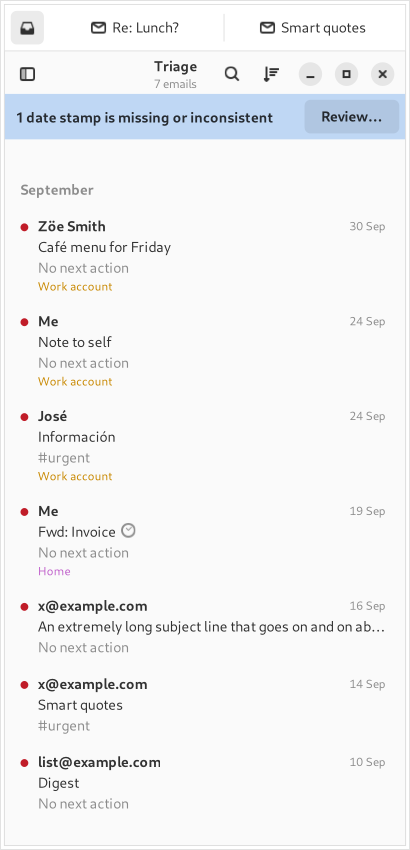 Re: Lunch?
Smart quotes
Triage
7 emails
1 date stamp is missing or inconsistent
Review…
September
Zöe Smith 30 Sep
Café menu for Friday
No next action
Work account
Me 24 Sep
Note to self
No next action
Work account
José 24 Sep
Información
#urgent
Work account
Me 19 Sep
Fwd: Invoice
No next action
Home
x@example.com 16 Sep
An extremely long subject line that goes on and on ab…
No next action
x@example.com 14 Sep
Smart quotes
#urgent
list@example.com 10 Sep
Digest
No next action